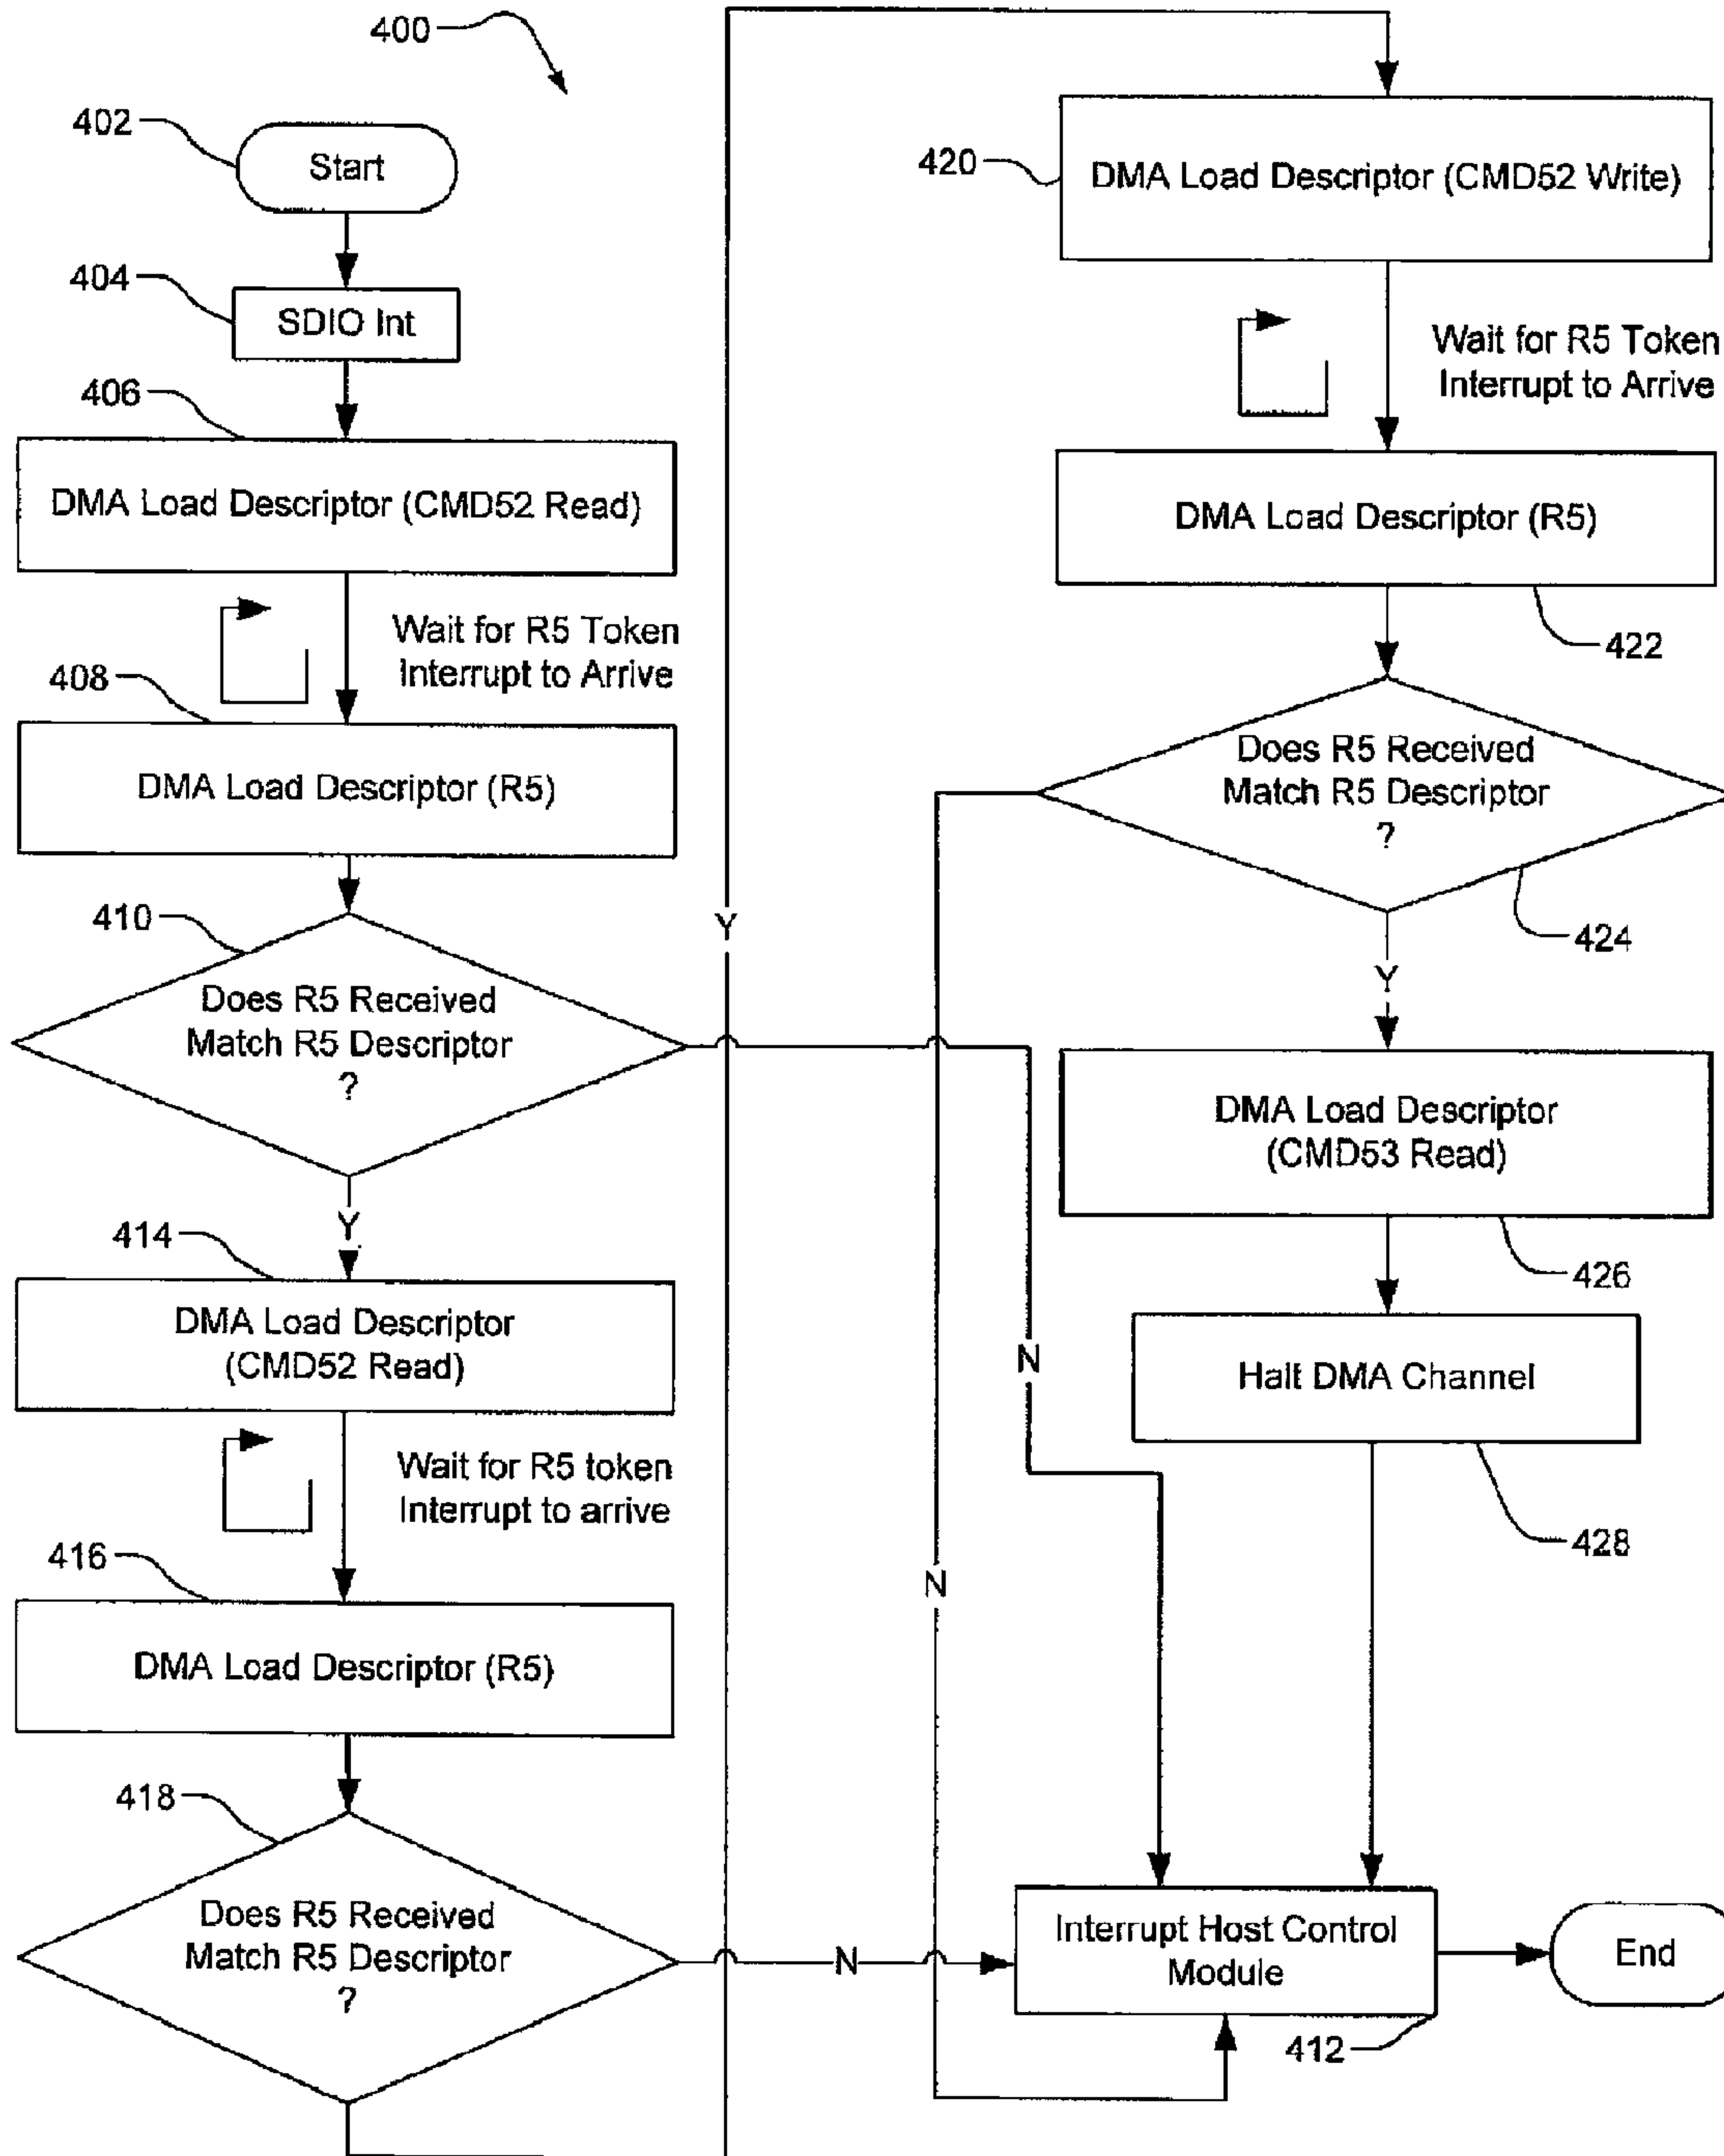 400
402
Start
404
SDIO Int
406
DMA Load Descriptor (CMD52 Read)
Wait for R5 Token
Interrupt to Arrive
408
DMA Load Descriptor (R5)
410
Does R5 Received
Match R5 Descriptor
?
Y
414
DMA Load Descriptor
(CMD52 Read)
Wait for R5 token
Interrupt to arrive
416
DMA Load Descriptor (R5)
418
Does R5 Received
Match R5 Descriptor
?
N
Y
420
DMA Load Descriptor (CMD52 Write)
Wait for R5 Token
Interrupt to Arrive
DMA Load Descriptor (R5)
422
Does R5 Received
Match R5 Descriptor
?
424
Y
DMA Load Descriptor
(CMD53 Read)
426
N
Halt DMA Channel
428
N
Interrupt Host Control
Module
412
End